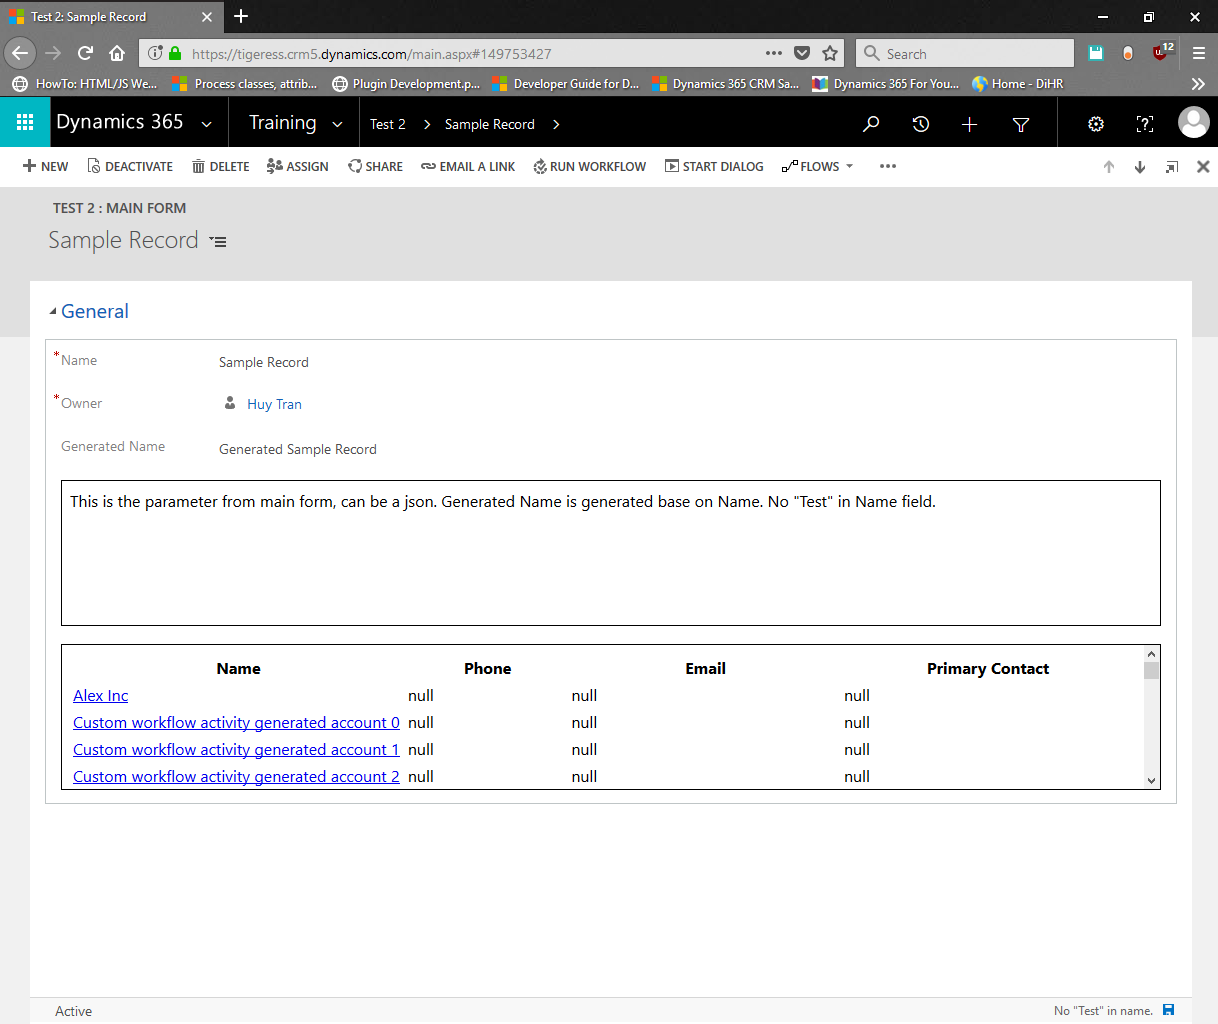 Test 2: Sample Record
https://tigeress.crm5.dynamics.com/main.aspx#149753427
Search
12
HowTo: HTML/JS We... Process classes, attrib... Plugin Development.p... Developer Guide for D... Dynamics 365 CRM Sa... Dynamics 365 For You... Home - DiHR
Dynamics 365 Training Test 2 Sample Record
NEW DEACTIVATE DELETE ASSIGN SHARE EMAIL A LINK RUN WORKFLOW START DIALOG FLOWS
TEST 2 : MAIN FORM
Sample Record
General
*Name Sample Record
*Owner Huy Tran
Generated Name Generated Sample Record
This is the parameter from main form, can be a json. Generated Name is generated base on Name. No "Test" in Name field.
Name Phone Email Primary Contact
Alex Inc null null null
Custom workflow activity generated account 0 null null null
Custom workflow activity generated account 1 null null null
Custom workflow activity generated account 2 null null null
Active No "Test" in name.